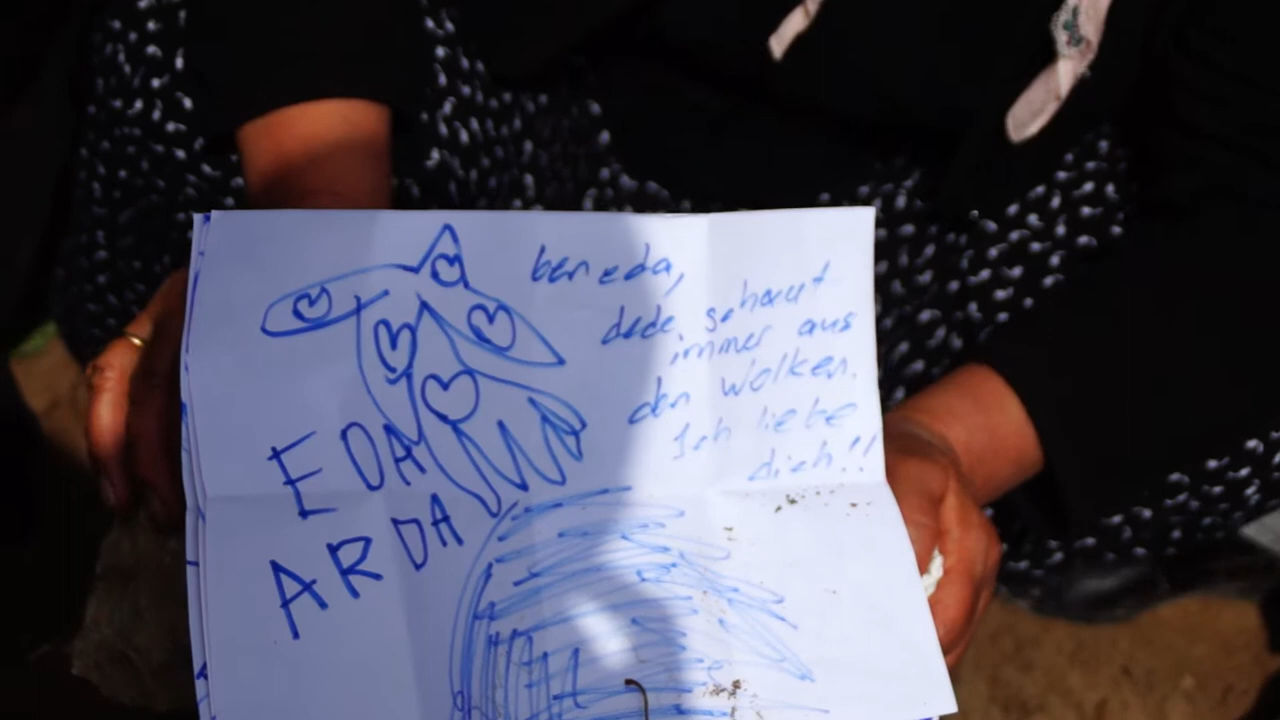 ben eda,
dede schaut
immer aus
den Wolken.
Ich liebe
dich!!
EDA
ARDA